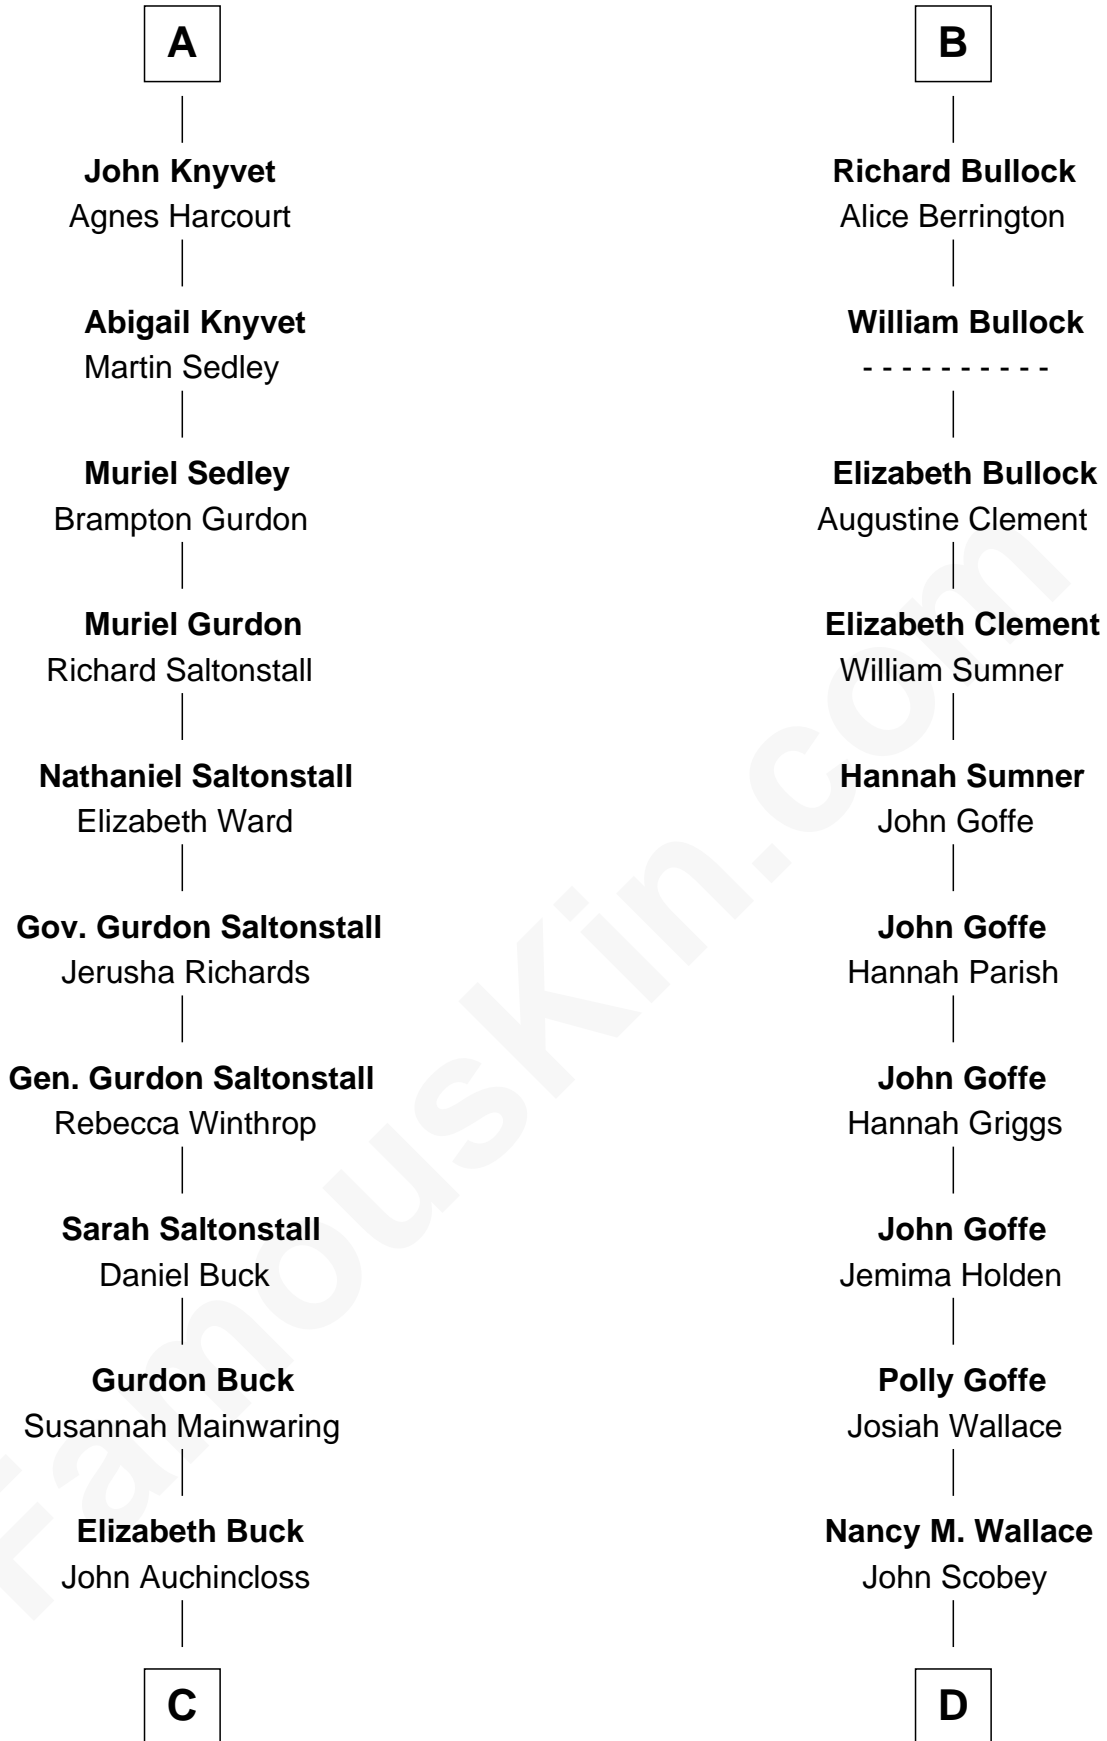 A
John Knyvet
Agnes Harcourt
Abigail Knyvet
Martin Sedley
Muriel Sedley
Brampton Gurdon
Muriel Gurdon
Richard Saltonstall
Nathaniel Saltonstall
Elizabeth Ward
Gov. Gurdon Saltonstall
Jerusha Richards
Gen. Gurdon Saltonstall
Rebecca Winthrop
Sarah Saltonstall
Daniel Buck
Gurdon Buck
Susannah Mainwaring
Elizabeth Buck
John Auchincloss
C
B
Richard Bullock
Alice Berrington
William Bullock
- - - - - - - - - -
Elizabeth Bullock
Augustine Clement
Elizabeth Clement
William Sumner
Hannah Sumner
John Goffe
John Goffe
Hannah Parish
John Goffe
Hannah Griggs
John Goffe
Jemima Holden
Polly Goffe
Josiah Wallace
Nancy M. Wallace
John Scobey
D
FamousKin.com